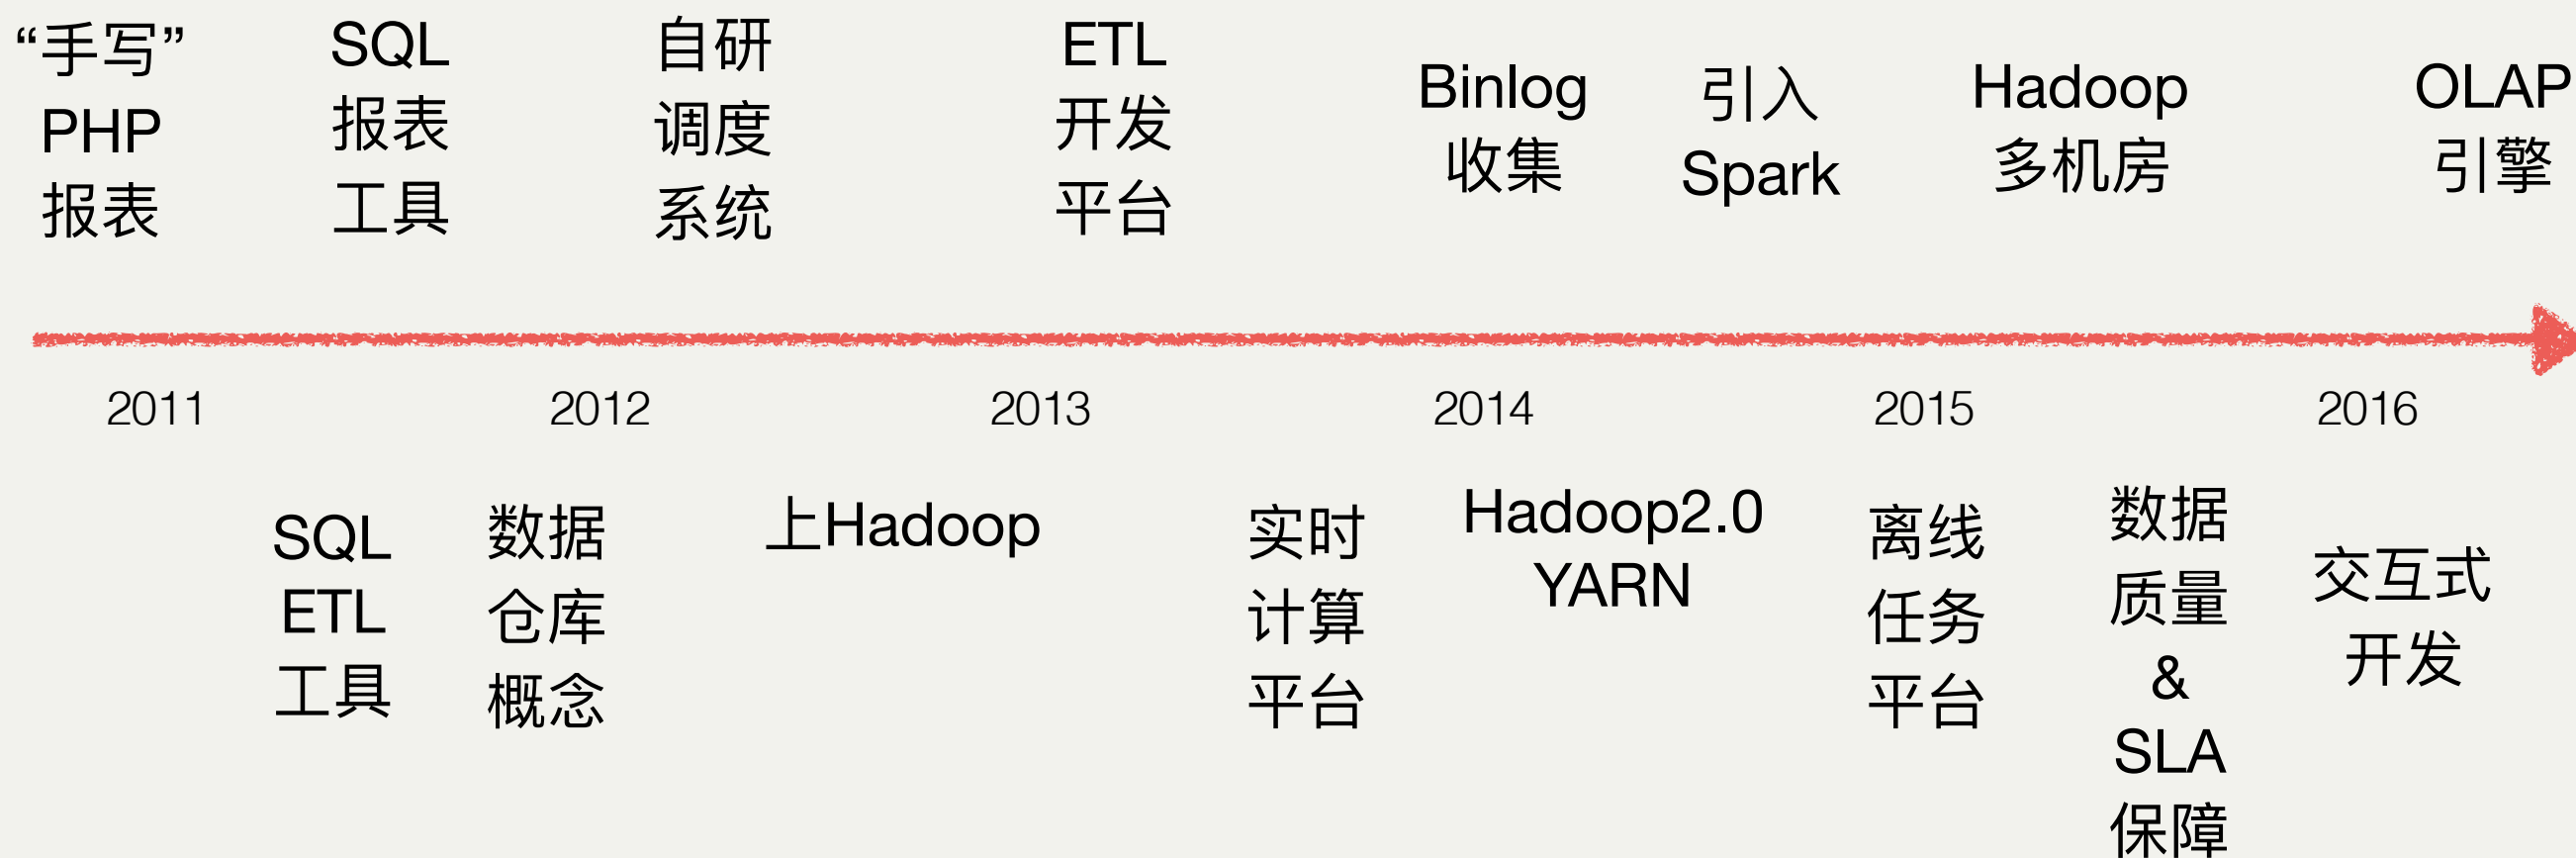 “手写”
PHP
报表
SQL
报表
工具
自研
调度
系统
ETL
开发
平台
Binlog
收集
引入
Spark
Hadoop
多机房
OLAP
引擎
2011
2012
2013
2014
2015
2016
SQL
ETL
工具
数据
仓库
概念
上Hadoop
实时
计算
平台
Hadoop2.0
YARN
离线
任务
平台
数据
质量
&
SLA
保障
交互式
开发